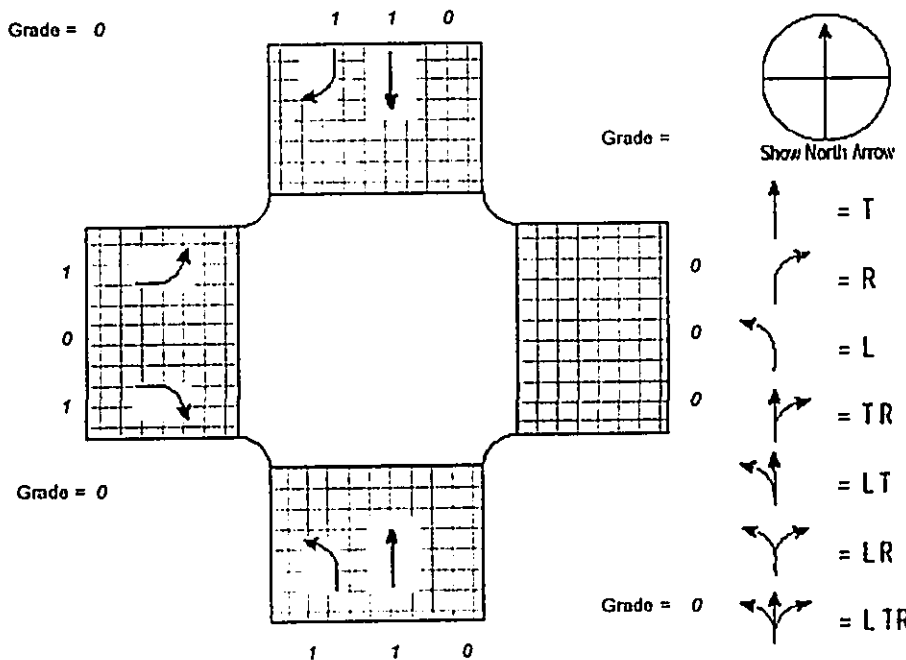 Grade = 0
1 1 0
Grade =
Show North Arrow
= T
= R
= L
= TR
= LT
= LR
= LTR
1
0
1
0
0
0
Grade = 0
Grade = 0
1 1 0